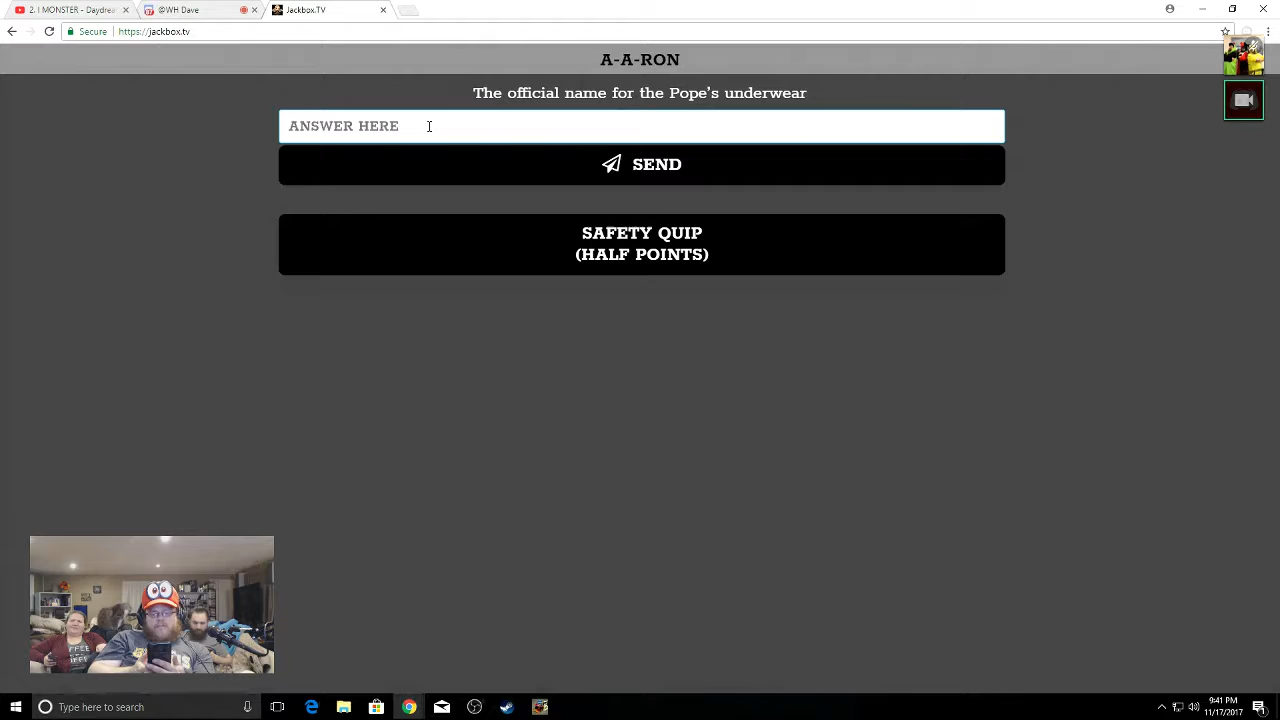 2. I MONSTER - Daydrea
@WH Dave
Jackbox.TV
Secure
https://jackbox.tv
A-A-RON
The official name for the Pope's underwear
ANSWER HERE
SEND
SAFETY QUIP
(HALF POINTS)
Type here to search
9:41 PM
11/17/2017